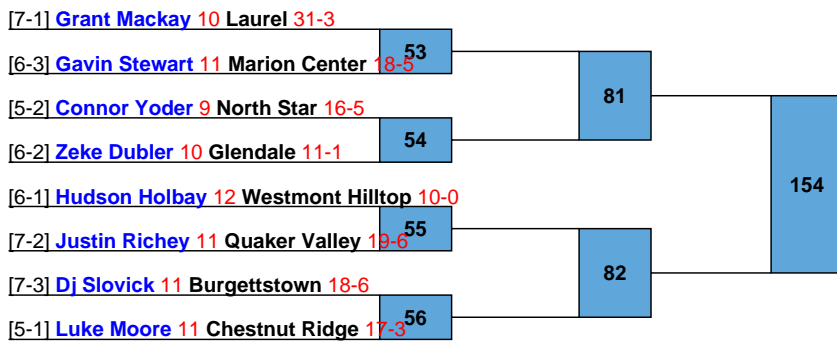 [7-1] Grant Mackay 10 Laurel 31-3
53
[6-3] Gavin Stewart 11 Marion Center 18-5
81
[5-2] Connor Yoder 9 North Star 16-5
54
[6-2] Zeke Dubler 10 Glendale 11-1
154
[6-1] Hudson Holbay 12 Westmont Hilltop 10-0
55
[7-2] Justin Richey 11 Quaker Valley 19-6
82
[7-3] Dj Slovick 11 Burgettstown 18-6
56
[5-1] Luke Moore 11 Chestnut Ridge 17-3